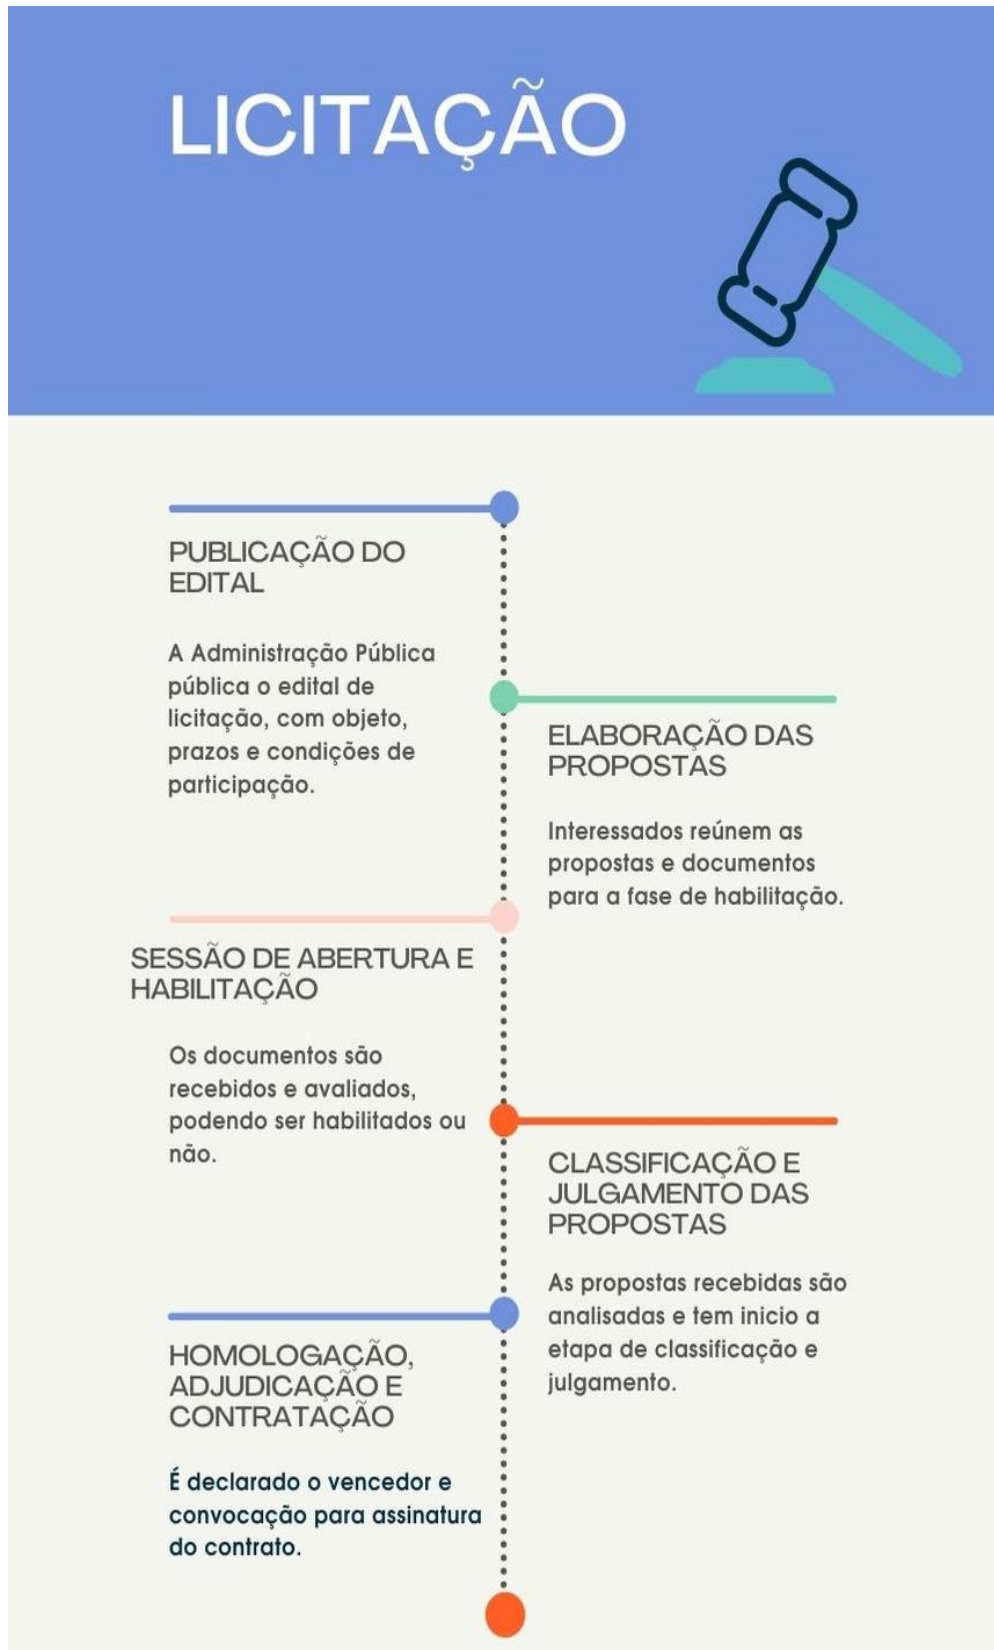 LICITAÇÃO
PUBLICAÇÃO DO
EDITAL
A Administração Pública
pública o edital de
licitação, com objeto,
prazos e condições de
participação.
ELABORAÇÃO DAS
PROPOSTAS
Interessados reúnem as
propostas e documentos
para a fase de habilitação.
SESSÃO DE ABERTURA E
HABILITAÇÃO
Os documentos são
recebidos e avaliados,
podendo ser habilitados ou
não.
CLASSIFICAÇÃO E
JULGAMENTO DAS
PROPOSTAS
As propostas recebidas são
analisadas e tem inicio a
etapa de classificação e
julgamento.
HOMOLOGAÇÃO,
ADJUDICAÇÃO E
CONTRATAÇÃO
É declarado o vencedor e
convocação para assinatura
do contrato.